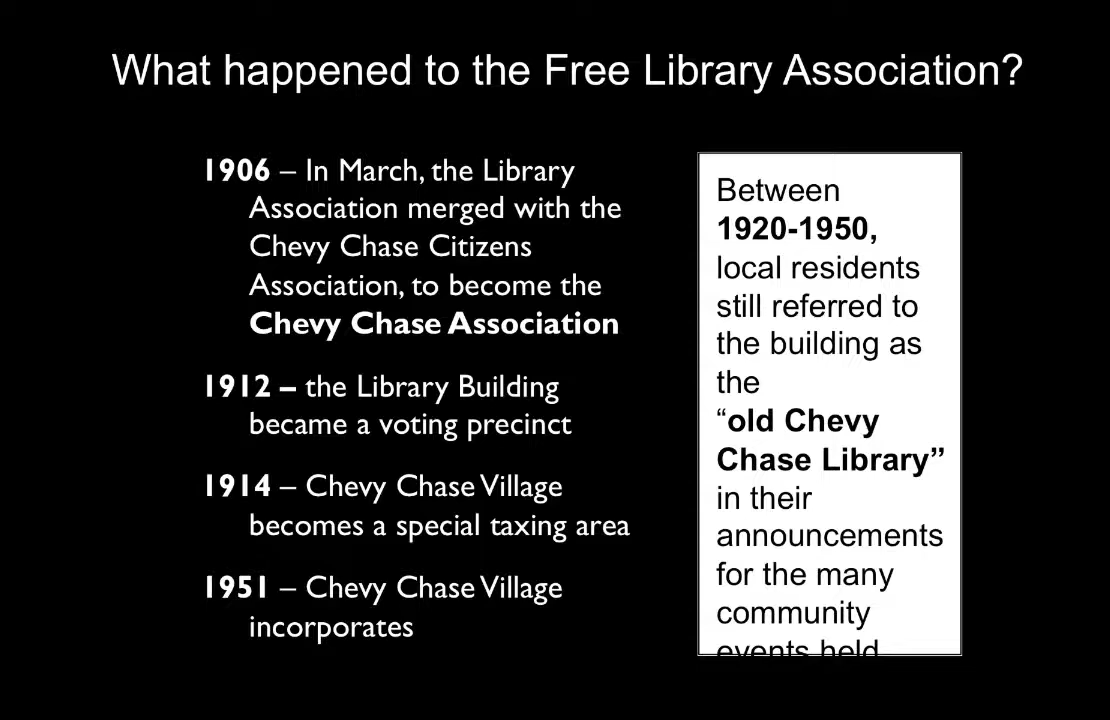 What happened to the Free Library Association?
1906 – In March, the Library
Association merged with the
Chevy Chase Citizens
Association, to become the
Chevy Chase Association
1912 – the Library Building
became a voting precinct
1914 – Chevy Chase Village
becomes a special taxing area
1951 – Chevy Chase Village
incorporates
Between
1920-1950,
local residents
still referred to
the building as
the
“old Chevy
Chase Library”
in their
announcements
for the many
community
events held